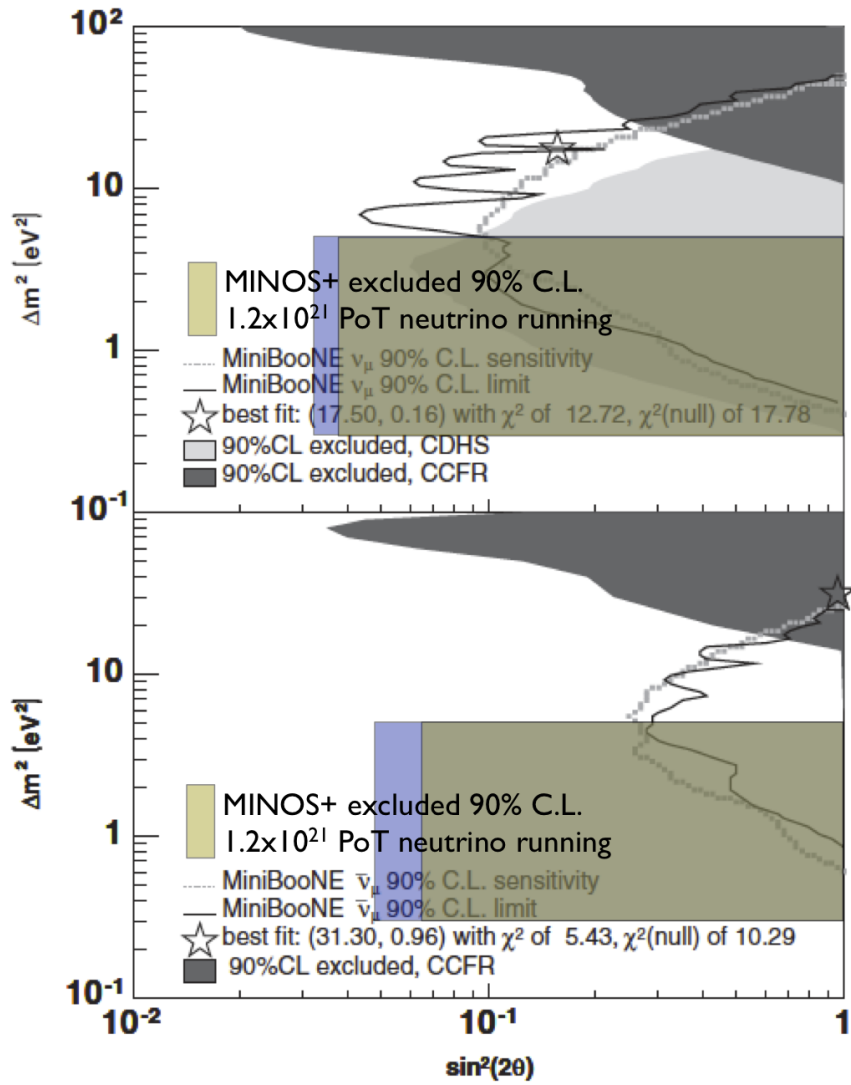 10²
10
1
10⁻¹
Δm² [eV²]
MINOS+ excluded 90% C.L.
1.2x10²¹ PoT neutrino running
MiniBooNE νμ 90% C.L. sensitivity
MiniBooNE νμ 90% C.L. limit
best fit: (17.50, 0.16) with χ² of 12.72, χ²(null) of 17.78
90%CL excluded, CDHS
90%CL excluded, CCFR
10
1
10⁻¹
Δm² [eV²]
MINOS+ excluded 90% C.L.
1.2x10²¹ PoT neutrino running
MiniBooNE ν̄μ 90% C.L. sensitivity
MiniBooNE ν̄μ 90% C.L. limit
best fit: (31.30, 0.96) with χ² of 5.43, χ²(null) of 10.29
90%CL excluded, CCFR
10⁻² 10⁻¹ 1
sin²(2θ)